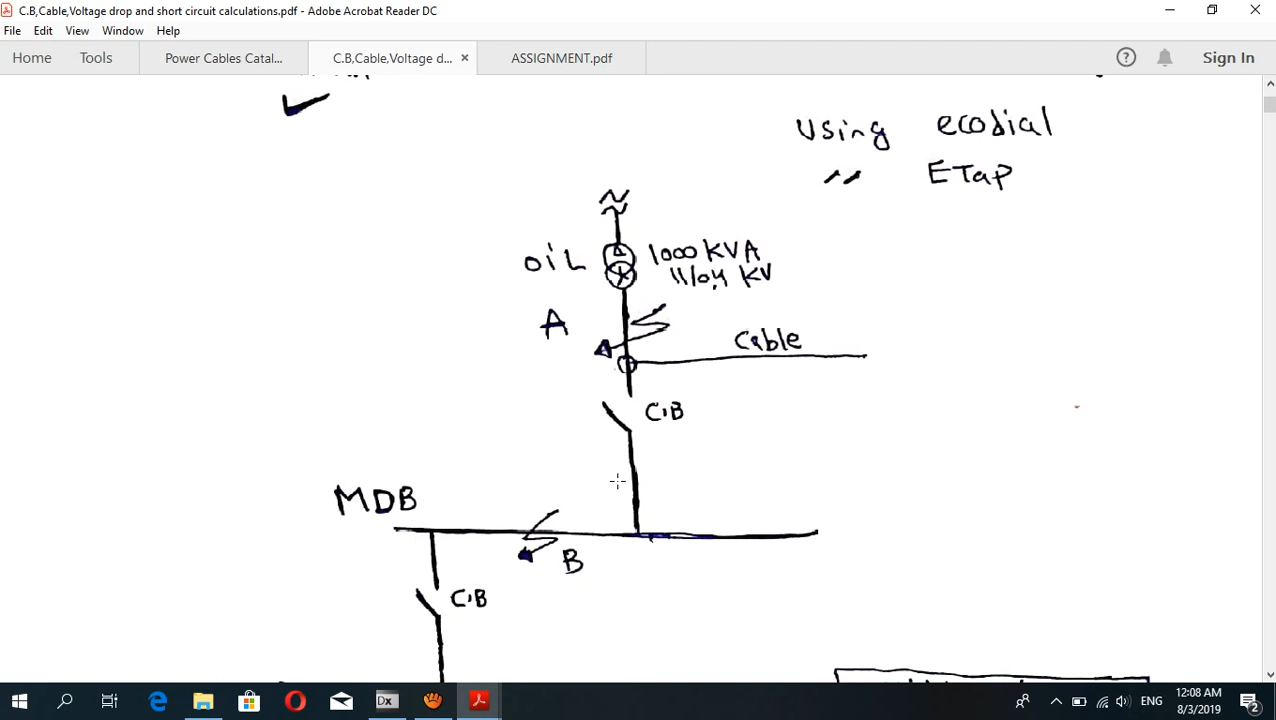 C.B,Cable,Voltage drop and short circuit calculations.pdf - Adobe Acrobat Reader DC
File Edit View Window Help
Home Tools Power Cables Catal... C.B,Cable,Voltage d... ASSIGNMENT.pdf Sign In
Using ecodial
〃 ETap
OIL 1000 KVA
11/0,4 KV
A
Cable
C.B
MDB
B
C.B
ENG 12:08 AM
8/3/2019
2